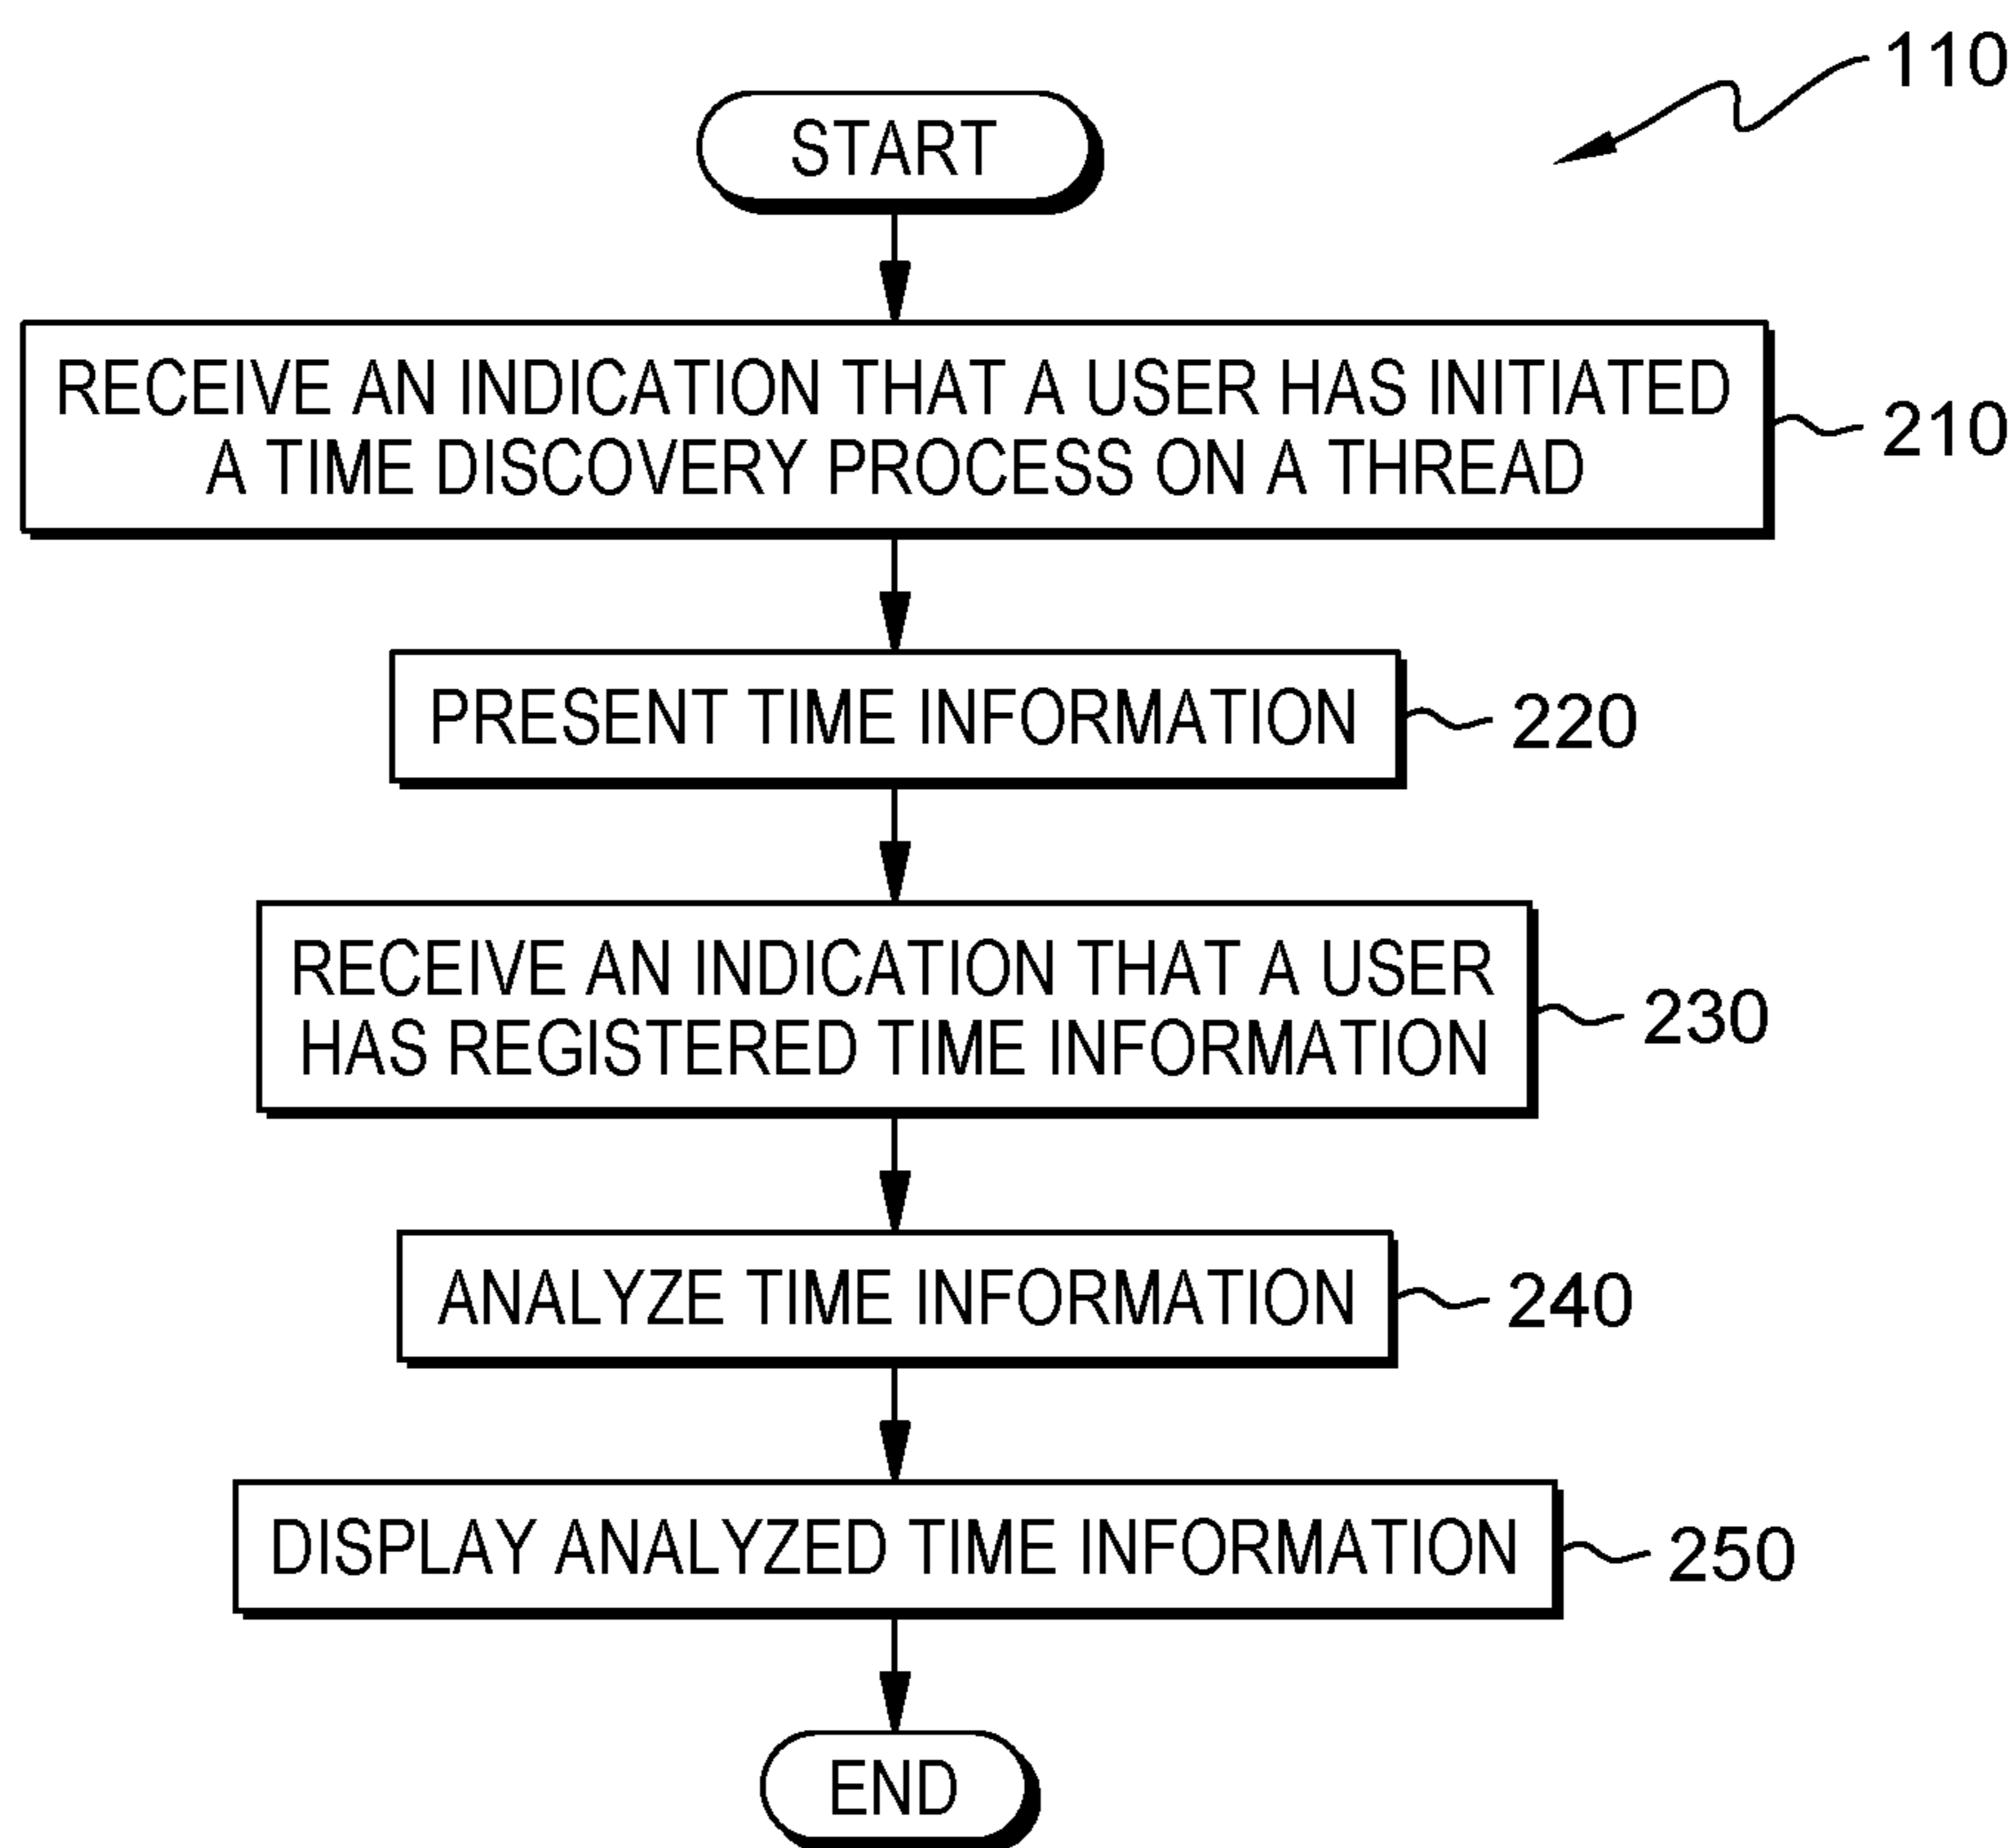 110
START
RECEIVE AN INDICATION THAT A USER HAS INITIATED
A TIME DISCOVERY PROCESS ON A THREAD
210
PRESENT TIME INFORMATION
220
RECEIVE AN INDICATION THAT A USER
HAS REGISTERED TIME INFORMATION
230
ANALYZE TIME INFORMATION
240
DISPLAY ANALYZED TIME INFORMATION
250
END